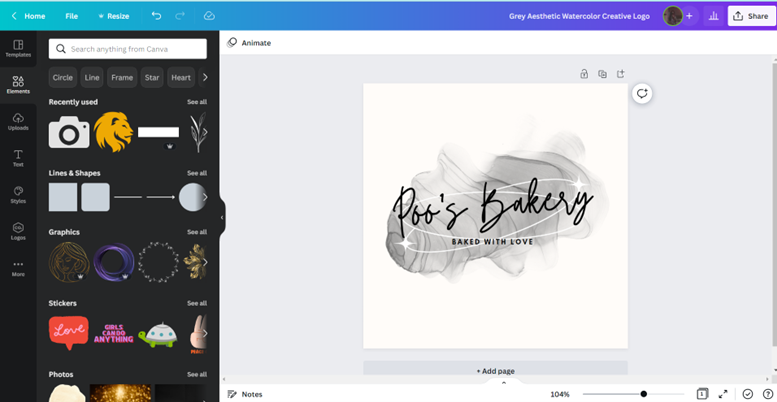 Home File Resize Grey Aesthetic Watercolor Creative Logo + Share
Templates
Elements
Uploads
Text
Styles
Logos
More
Search anything from Canva
Circle Line Frame Star Heart
Recently used See all
Lines & Shapes See all
Graphics See all
Stickers See all
Love
GIRLS
CAN DO
ANYTHING
Photos See all
Animate
Poo's Bakery
BAKED WITH LOVE
+ Add page
Notes 104% 1